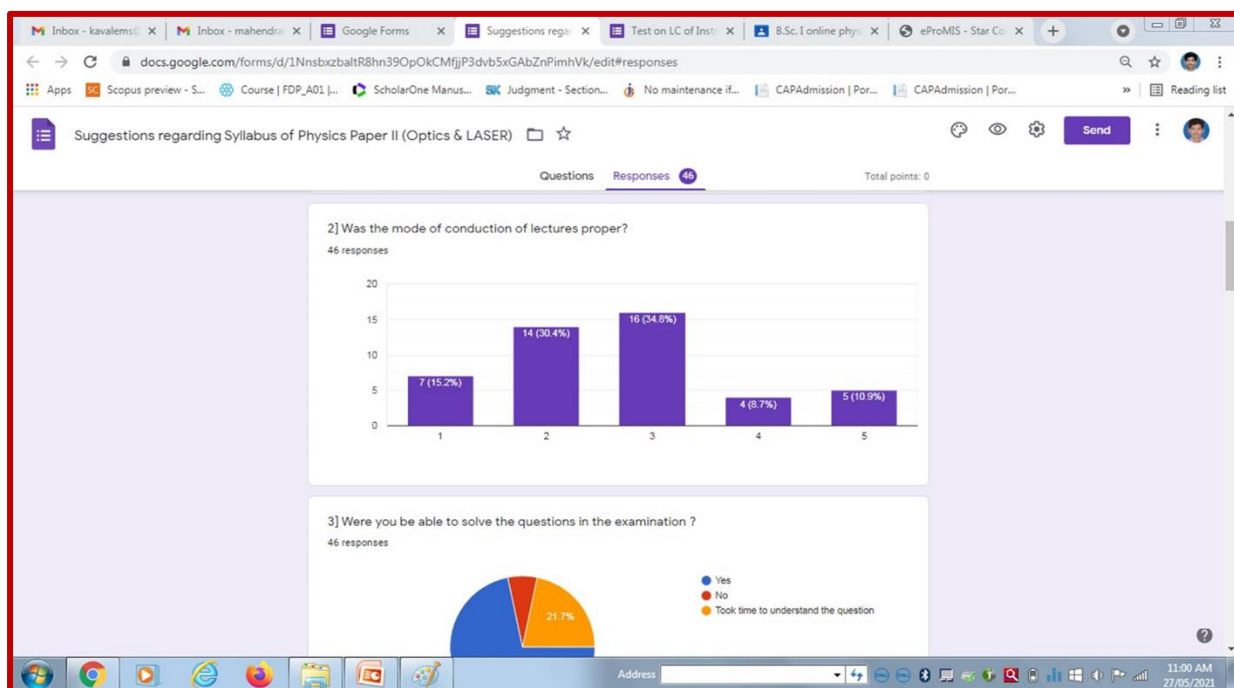 Inbox - kavalems@
Inbox - mahendra
Google Forms
Suggestions rega
Test on LC of Inst
B.Sc. I online phys
eProMIS - Star Co
docs.google.com/forms/d/1NnsbxzbaltR8hn39OpOkCMfjjP3dvb5xGAbZnPimhVk/edit#responses
Apps
Scopus preview - S...
Course | FDP_A01 |...
ScholarOne Manus...
SK Judgment - Section...
No maintenance if...
CAPAdmission | Por...
CAPAdmission | Por...
»
Reading list
Suggestions regarding Syllabus of Physics Paper II (Optics & LASER)
Send
Questions Responses 46 Total points: 0
2] Was the mode of conduction of lectures proper?
46 responses
20
15
10
5
0
7 (15.2%)
14 (30.4%)
16 (34.8%)
4 (8.7%)
5 (10.9%)
1 2 3 4 5
3] Were you be able to solve the questions in the examination ?
46 responses
21.7%
Yes
No
Took time to understand the question
Address
11:00 AM
27/05/2021